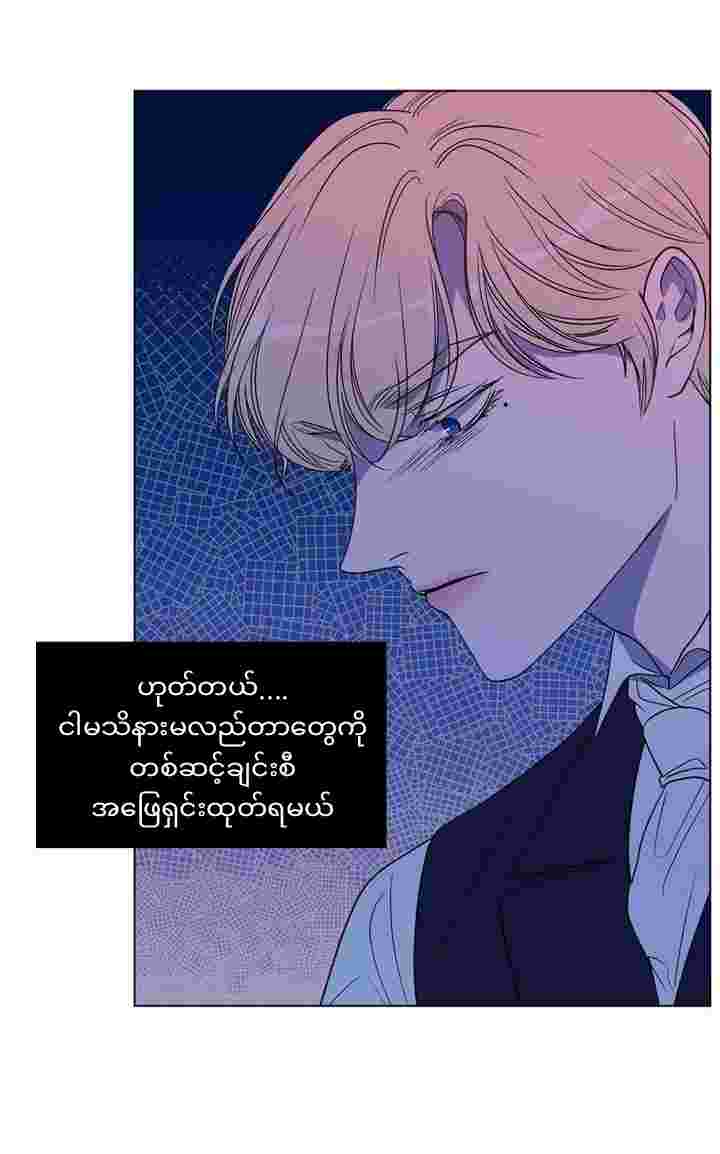 ဟုတ်တယ်....
ငါမသိနားမလည်တာတွေကို
တစ်ဆင့်ချင်းစီ
အဖြေရှင်းထုတ်ရမယ်